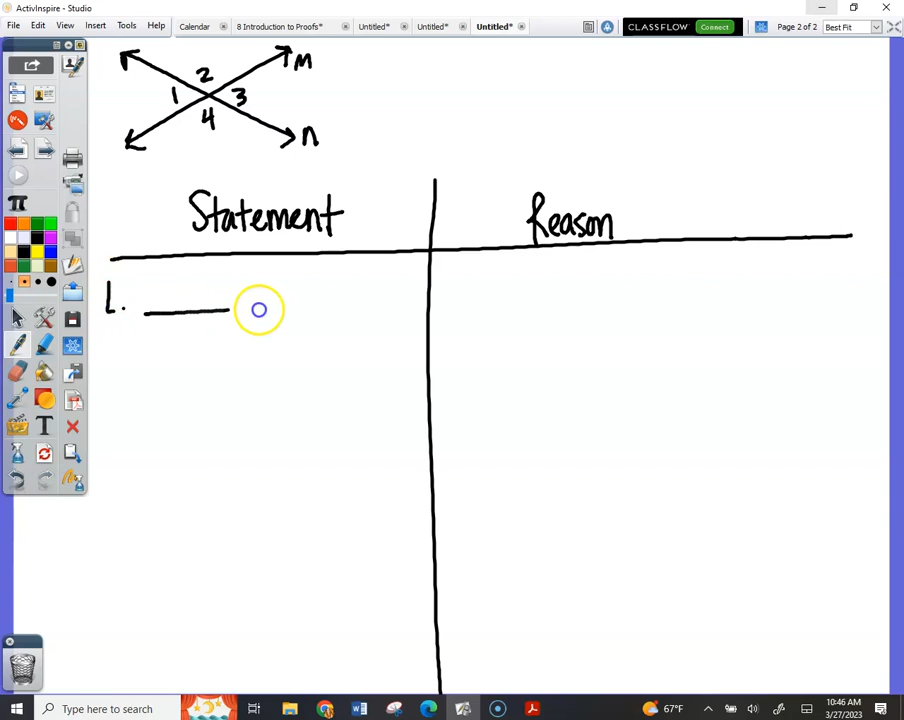 ActivInspire - Studio
File Edit View Insert Tools Help
Calendar 8 Introduction to Proofs* Untitled* Untitled* Untitled* CLASSFLOW Connect Page 2 of 2 Best Fit
2
M
1
3
4
n
Statement Reason
1.
Type here to search
67°F
10:46 AM
3/27/2023